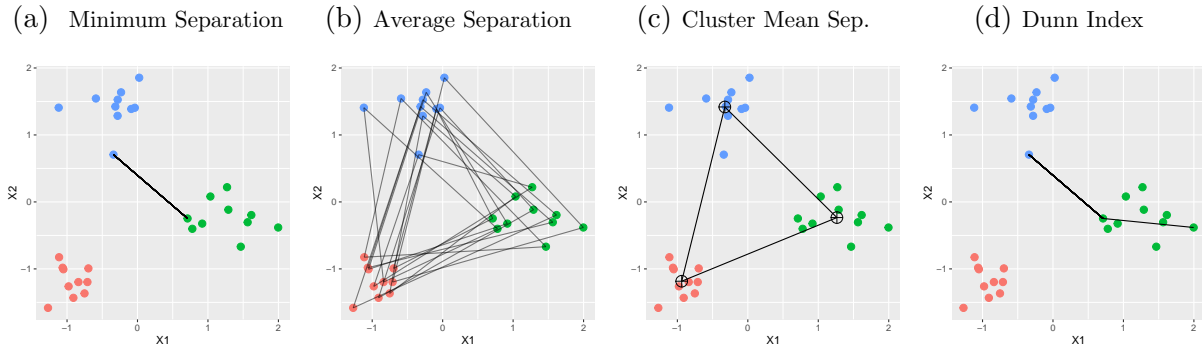 (a) Minimum Separation
2
1
0
−1
−1 0 1 2
X2
X1
(b) Average Separation
2
1
0
−1
−1 0 1 2
X2
X1
(c) Cluster Mean Sep.
2
1
0
−1
−1 0 1 2
X2
X1
(d) Dunn Index
2
1
0
−1
−1 0 1 2
X2
X1